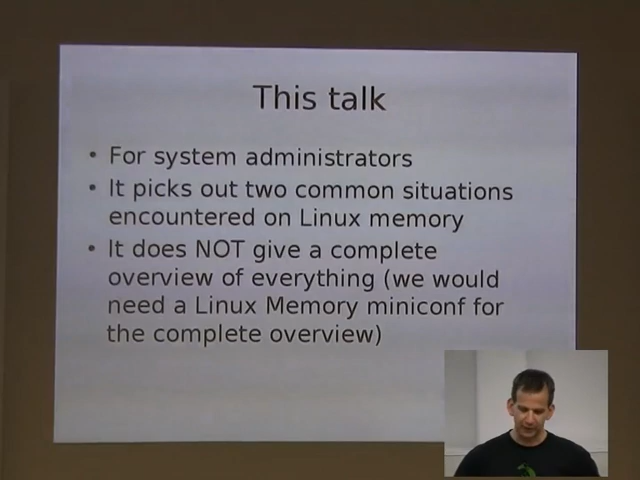 This talk
• For system administrators
• It picks out two common situations
encountered on Linux memory
• It does NOT give a complete
overview of everything (we would
need a Linux Memory miniconf for
the complete overview)